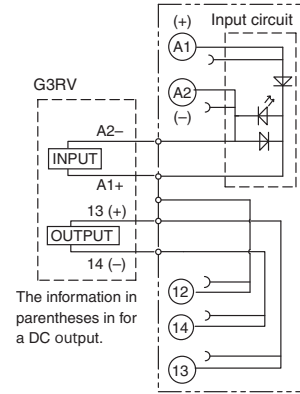 (+)
Input circuit
A1
G3RV
A2
A2–
(–)
INPUT
A1+
13 (+)
OUTPUT
14 (–)
The information in
parentheses in for
a DC output.
12
14
13